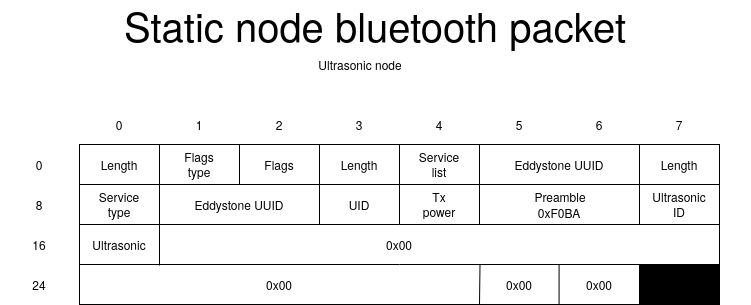 Static node bluetooth packet
Ultrasonic node
0 1 2 3 4 5 6 7
0 Length Flags type Flags Length Service list Eddystone UUID Length
8 Service type Eddystone UUID UID Tx power Preamble 0xF0BA Ultrasonic ID
16 Ultrasonic 0x00
24 0x00 0x00 0x00